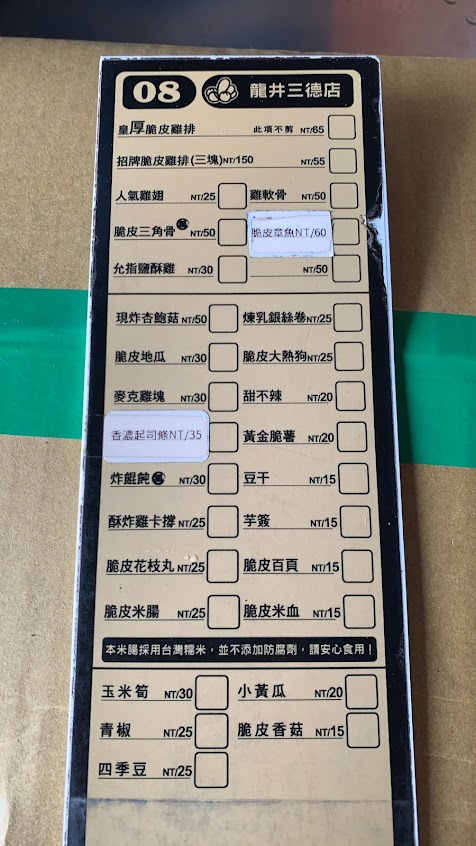 08 龍井三德店
皇厚脆皮雞排 此項不剪 NT/65
招牌脆皮雞排(三塊)NT/150 NT/55
人氣雞翅 NT/25 雞軟骨 NT/50
脆皮三角骨 NT/50 脆皮章魚NT/60
允指鹽酥雞 NT/30 NT/50
現炸杏鮑菇 NT/50 煉乳銀絲卷 NT/25
脆皮地瓜 NT/30 脆皮大熱狗 NT/25
麥克雞塊 NT/30 甜不辣 NT/20
香濃起司條NT/35 黃金脆薯 NT/20
炸餛飩 NT/30 豆干 NT/15
酥炸雞卡撐 NT/25 芋簽 NT/15
脆皮花枝丸 NT/25 脆皮百頁 NT/15
脆皮米腸 NT/25 脆皮米血 NT/15
本米腸採用台灣糯米，並不添加防腐劑，請安心食用！
玉米筍 NT/30 小黃瓜 NT/20
青椒 NT/25 脆皮香菇 NT/15
四季豆 NT/25